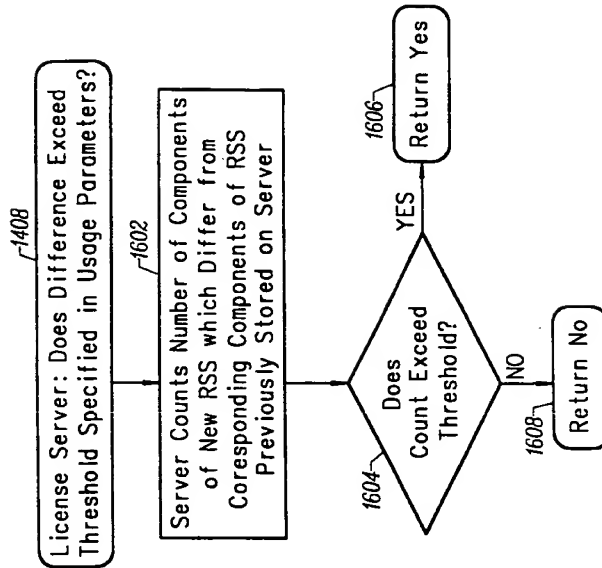 1408
License Server: Does Difference Exceed
Threshold Specified in Usage Parameters?
1602
Server Counts Number of Components
of New RSS which Differ from
Coresponding Components of RSS
Previously Stored on Server
1604
Does
Count Exceed
Threshold?
YES
1606
Return Yes
NO
1608
Return No